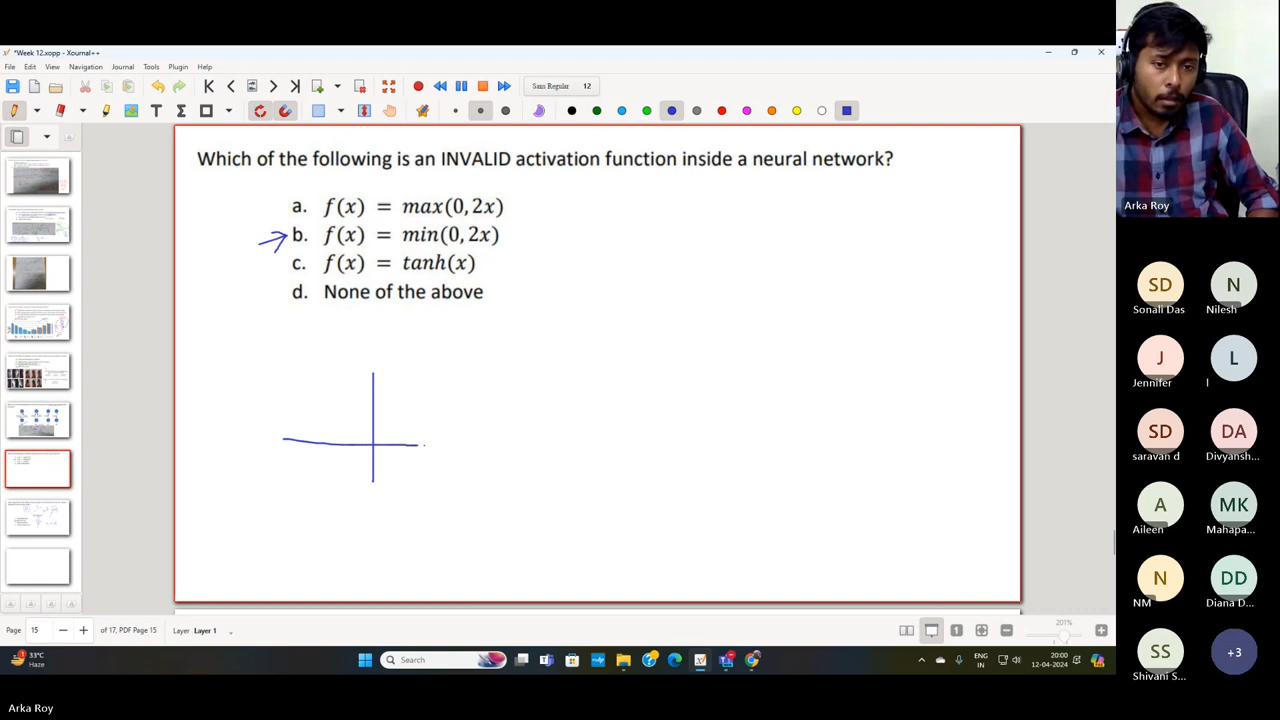 *Week 12.xopp - Xournal++
File Edit View Navigation Journal Tools Plugin Help
Sans Regular 12
Which of the following is an INVALID activation function inside a neural network?
a. f(x) = max(0, 2x)
b. f(x) = min(0, 2x)
c. f(x) = tanh(x)
d. None of the above
Page 15 of 17, PDF Page 15 Layer Layer 1
201%
33°C
Haze
Search
ENG
IN
20:00
12-04-2024
Arka Roy
Arka Roy
SD N
Sonali Das Nilesh
J L
Jennifer l
SD DA
saravan d Divyansh...
A MK
Aileen Mahapa...
N DD
NM Diana D...
SS +3
Shivani S...